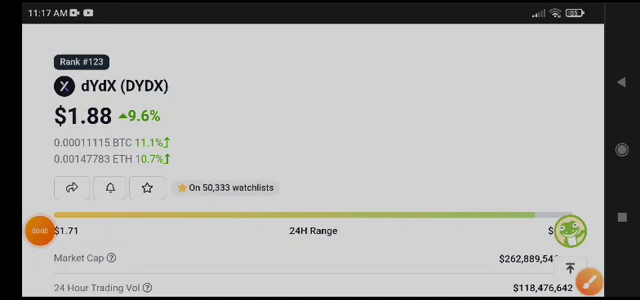 11:17 AM
Rank #123
dYdX (DYDX)
$1.88 9.6%
0.00011115 BTC 11.1%
0.00147783 ETH 10.7%
On 50,333 watchlists
00:00 $1.71 24H Range $
Market Cap $262,889,54
24 Hour Trading Vol $118,476,642